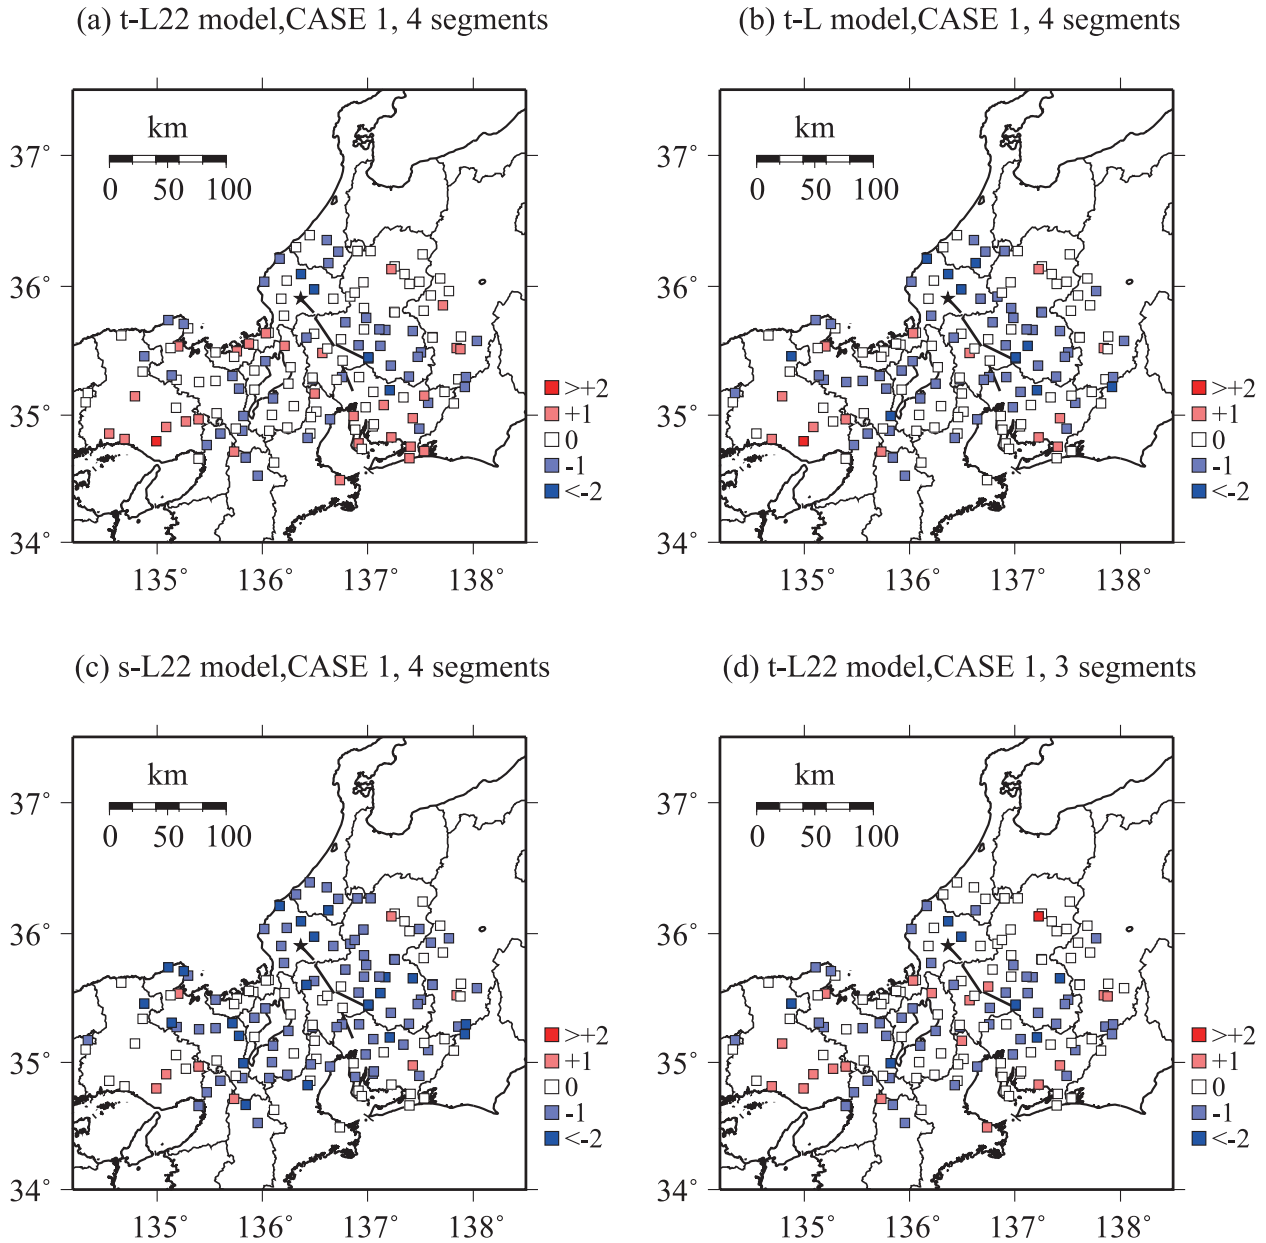 (a) t-L22 model,CASE 1, 4 segments
(b) t-L model,CASE 1, 4 segments
km
0 50 100
37°
36°
35°
34°
135° 136° 137° 138°
>+2
+1
0
-1
<-2
km
0 50 100
37°
36°
35°
34°
135° 136° 137° 138°
>+2
+1
0
-1
<-2
(c) s-L22 model,CASE 1, 4 segments
(d) t-L22 model,CASE 1, 3 segments
km
0 50 100
37°
36°
35°
34°
135° 136° 137° 138°
>+2
+1
0
-1
<-2
km
0 50 100
37°
36°
35°
34°
135° 136° 137° 138°
>+2
+1
0
-1
<-2